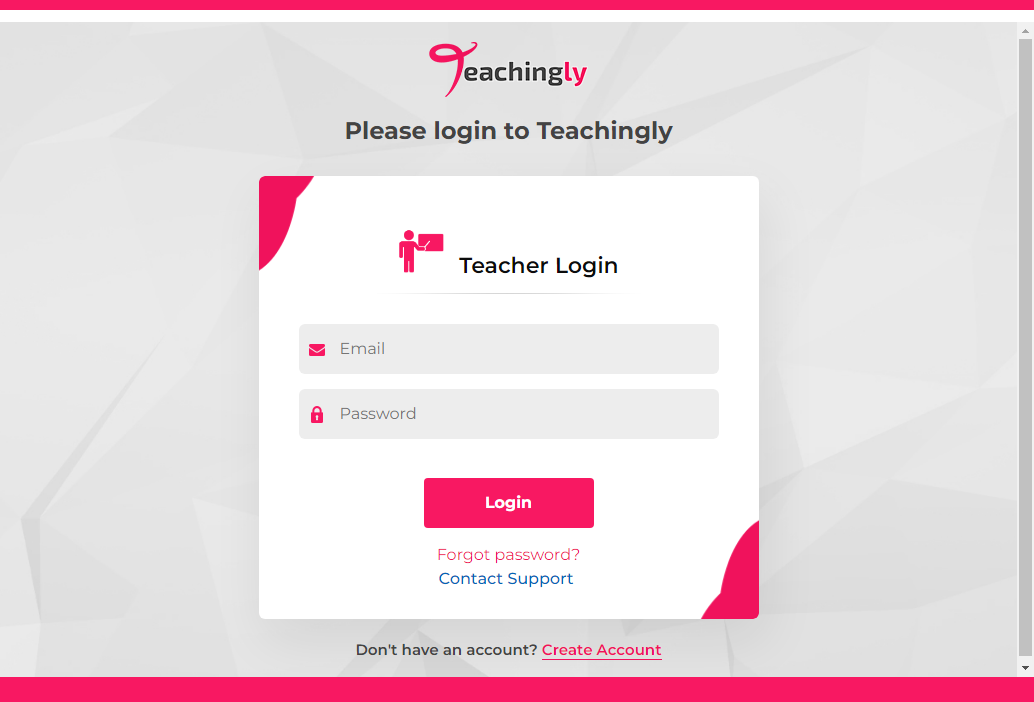 Teachingly
Please login to Teachingly
Teacher Login
Email
Password
Login
Forgot password?
Contact Support
Don't have an account? Create Account